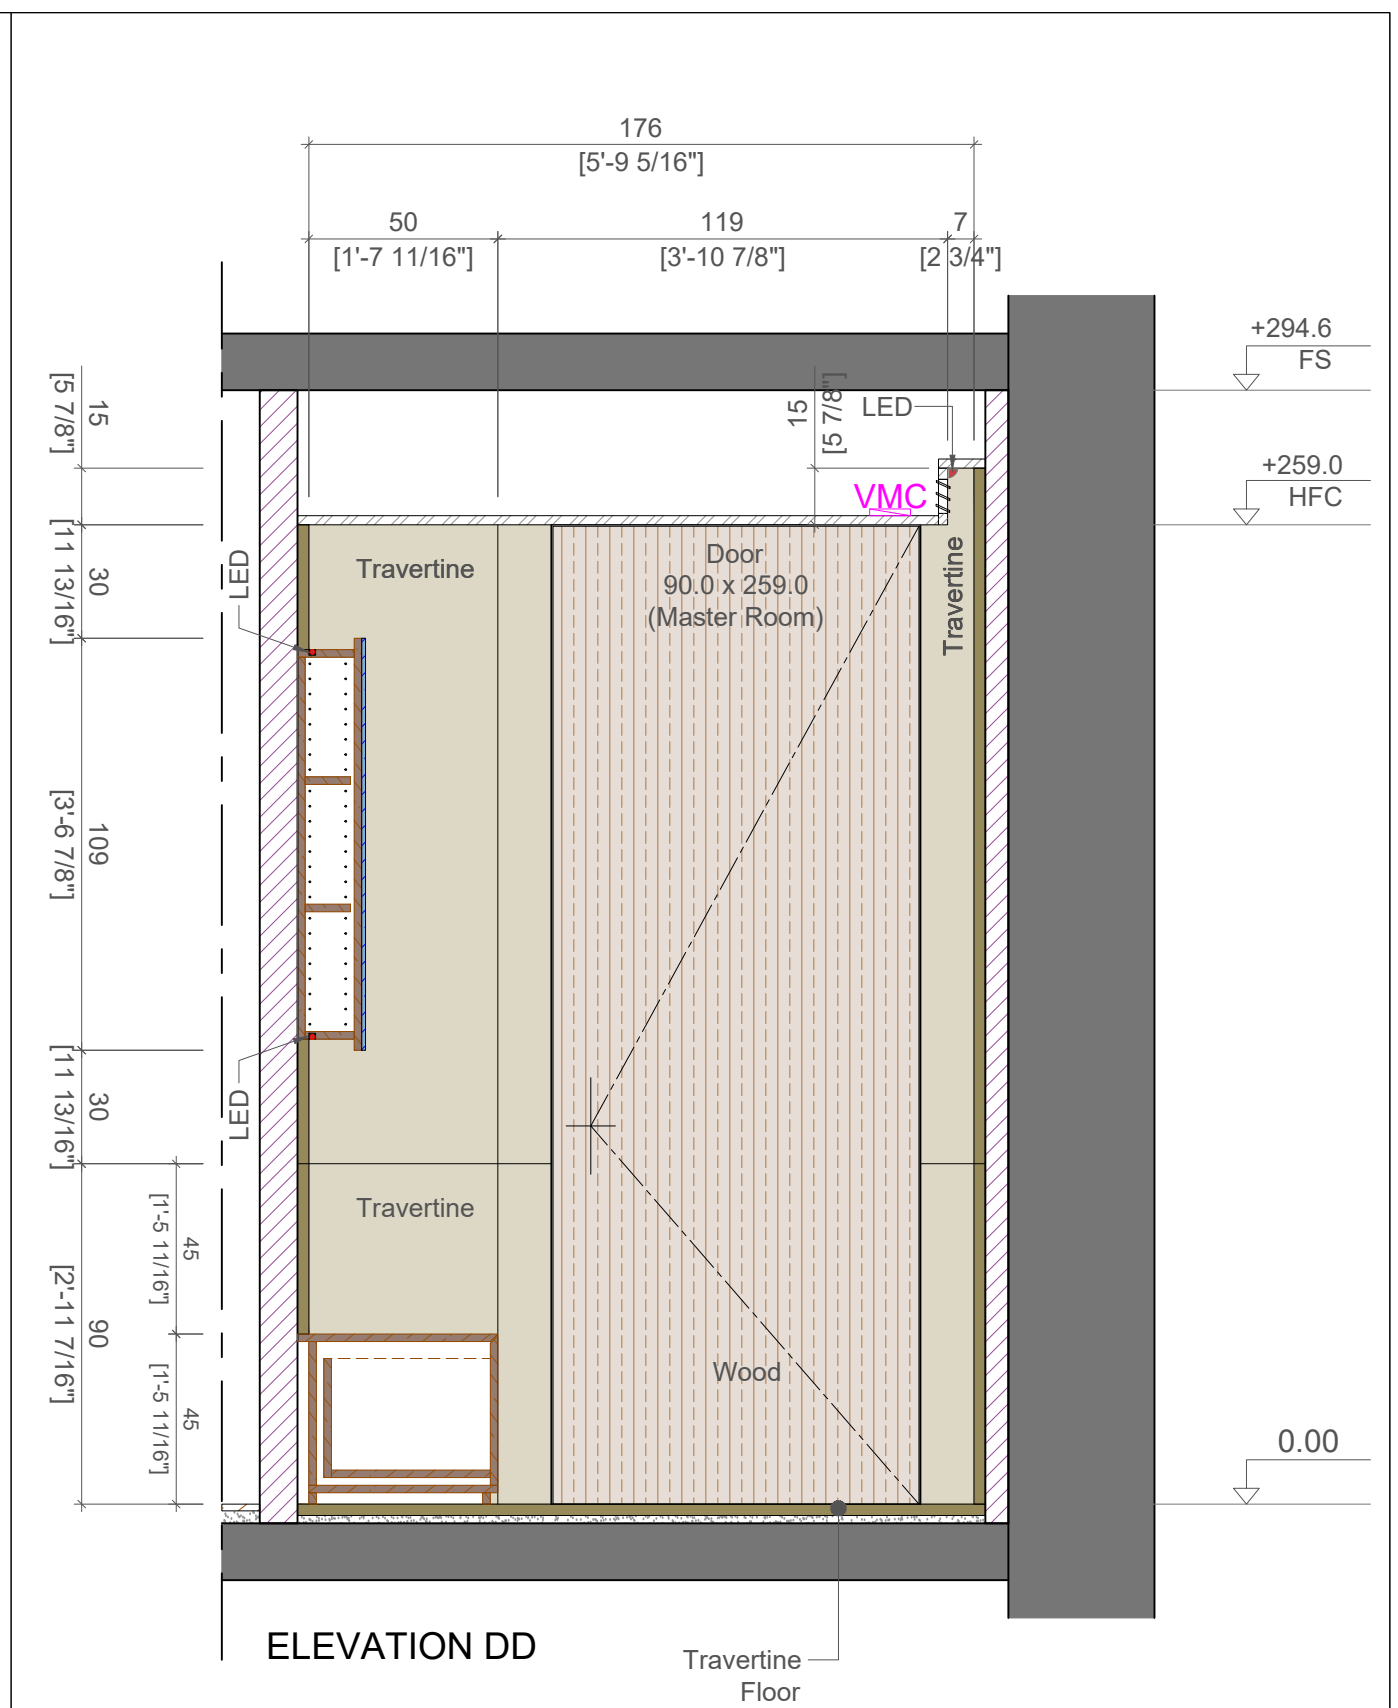 176
[5'-9 5/16"]
50
[1'-7 11/16"]
119
[3'-10 7/8"]
7
[2 3/4"]
+294.6
FS
+259.0
HFC
0.00
15
[5 7/8"]
30
[11 13/16"]
109
[3'-6 7/8"]
30
[11 13/16"]
90
[2'-11 7/16"]
45
[1'-5 11/16"]
45
[1'-5 11/16"]
15
[5 7/8"]
LED
VMC
LED
LED
Travertine
Door
90.0 x 259.0
(Master Room)
Travertine
Travertine
Wood
ELEVATION DD
Travertine
Floor